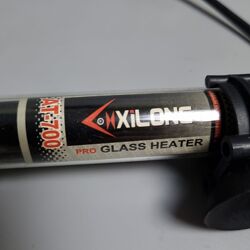 XiLONG
AT-700
PRO GLASS HEATER